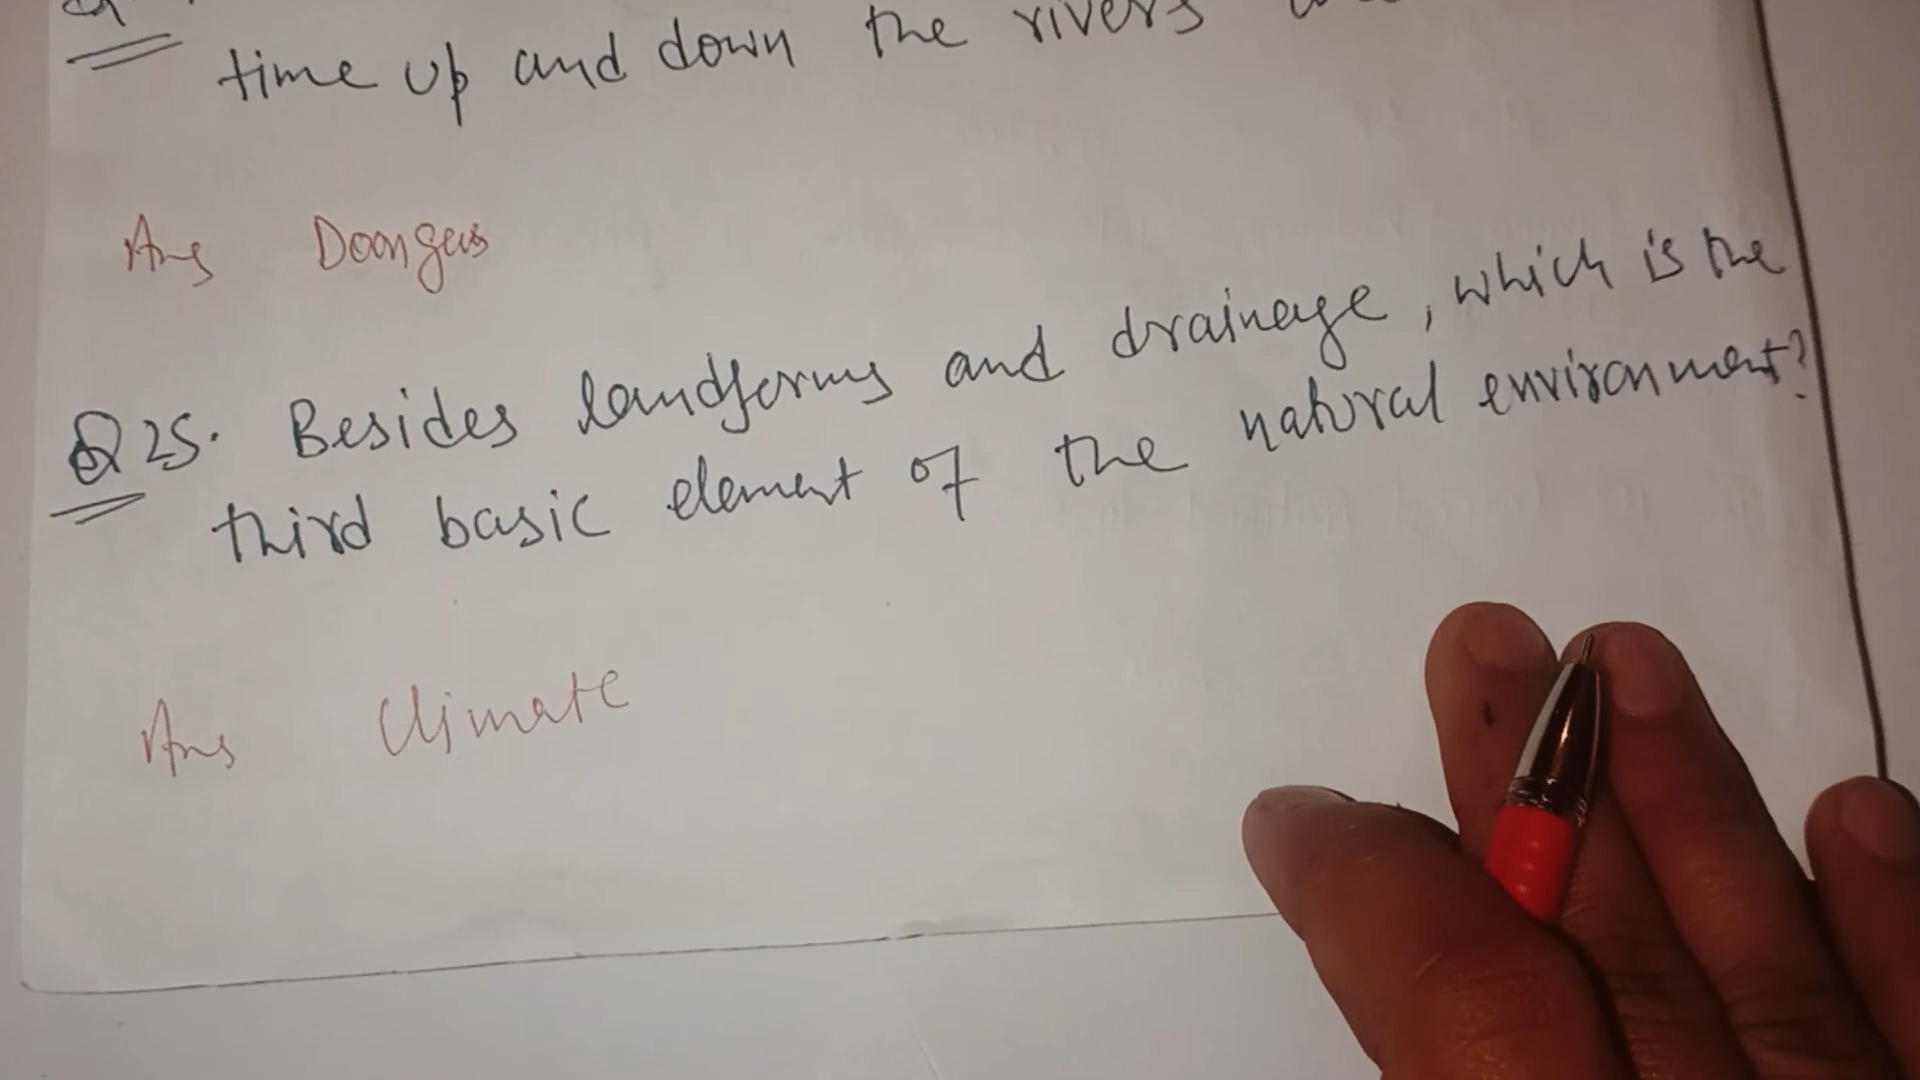 time up and down the rivers
Ans Doongas
Q25. Besides landforms and drainage, which is the
third basic element of the natural environment?
Ans Climate